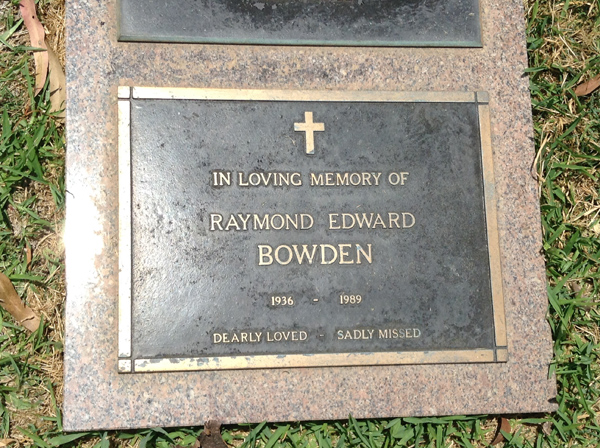 IN LOVING MEMORY OF
RAYMOND EDWARD
BOWDEN
1936 - 1989
DEARLY LOVED - SADLY MISSED